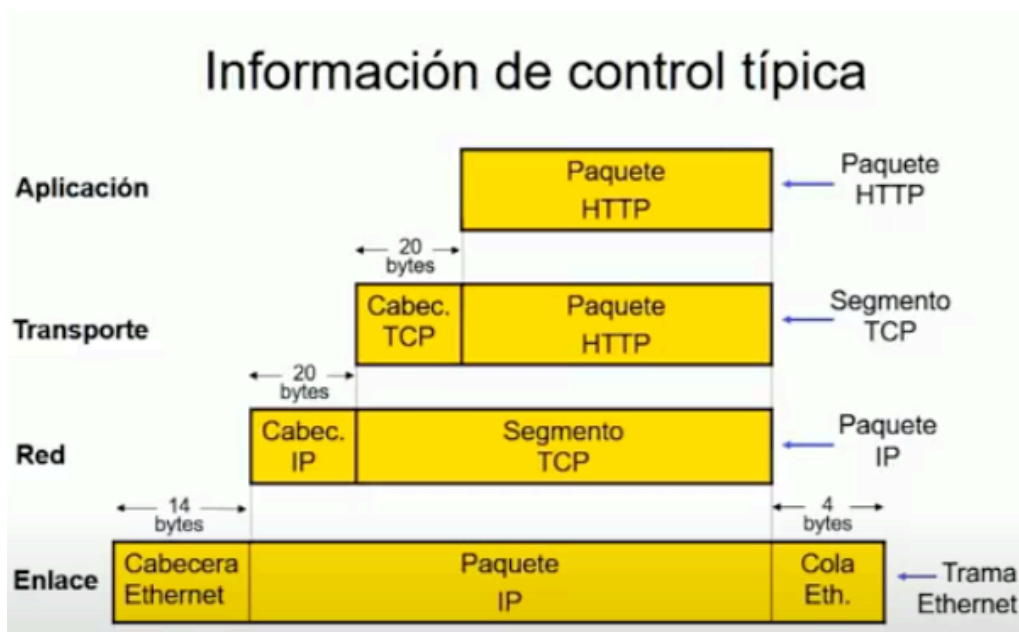 Información de control típica
Aplicación
Paquete
HTTP
Paquete
HTTP
20
bytes
Transporte
Cabec.
TCP
Paquete
HTTP
Segmento
TCP
20
bytes
Red
Cabec.
IP
Segmento
TCP
Paquete
IP
14
bytes
4
bytes
Enlace
Cabecera
Ethernet
Paquete
IP
Cola
Eth.
Trama
Ethernet